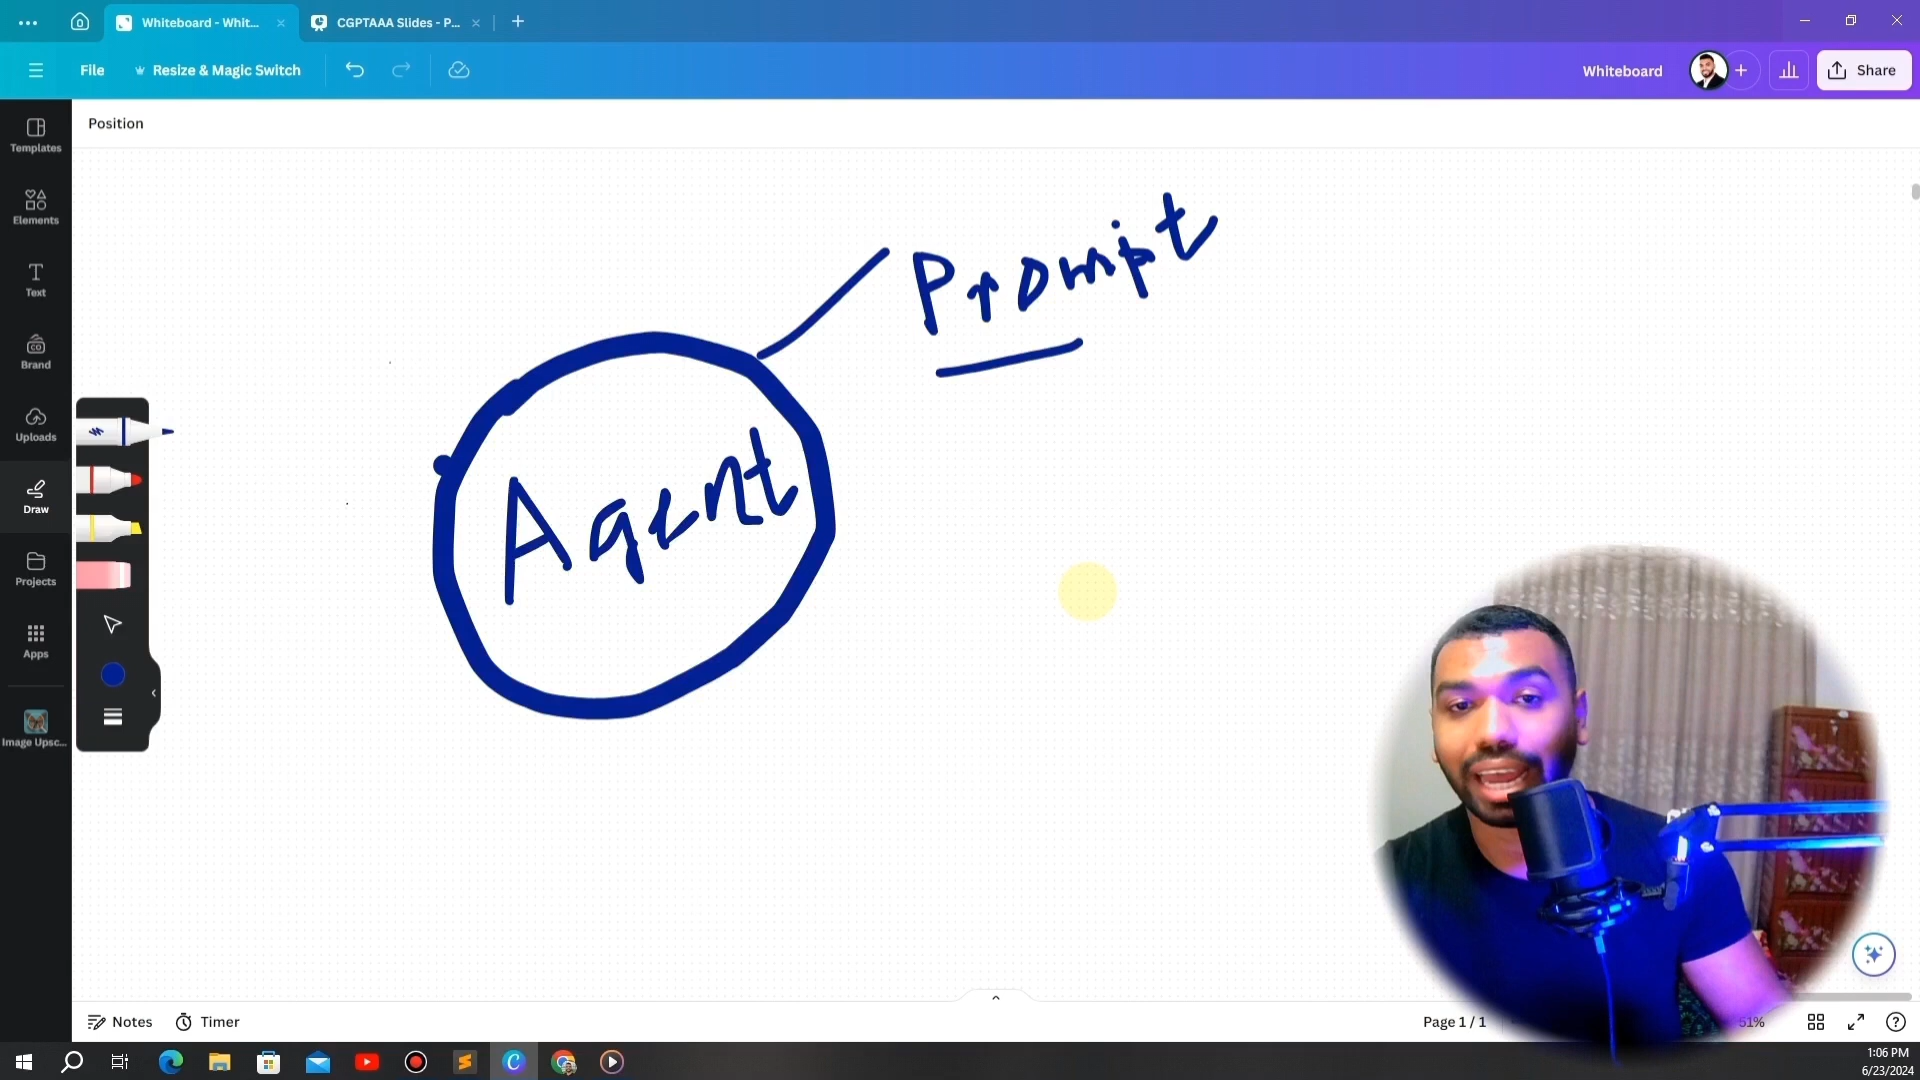 Whiteboard - Whit...
CGPTAAA Slides - P...
File
Resize & Magic Switch
Whiteboard
Share
Position
Templates
Elements
Text
Brand
Uploads
Draw
Projects
Apps
Image Upsc...
Prompt
Agent
Notes
Timer
Page 1 / 1
51%
1:06 PM
6/23/2024